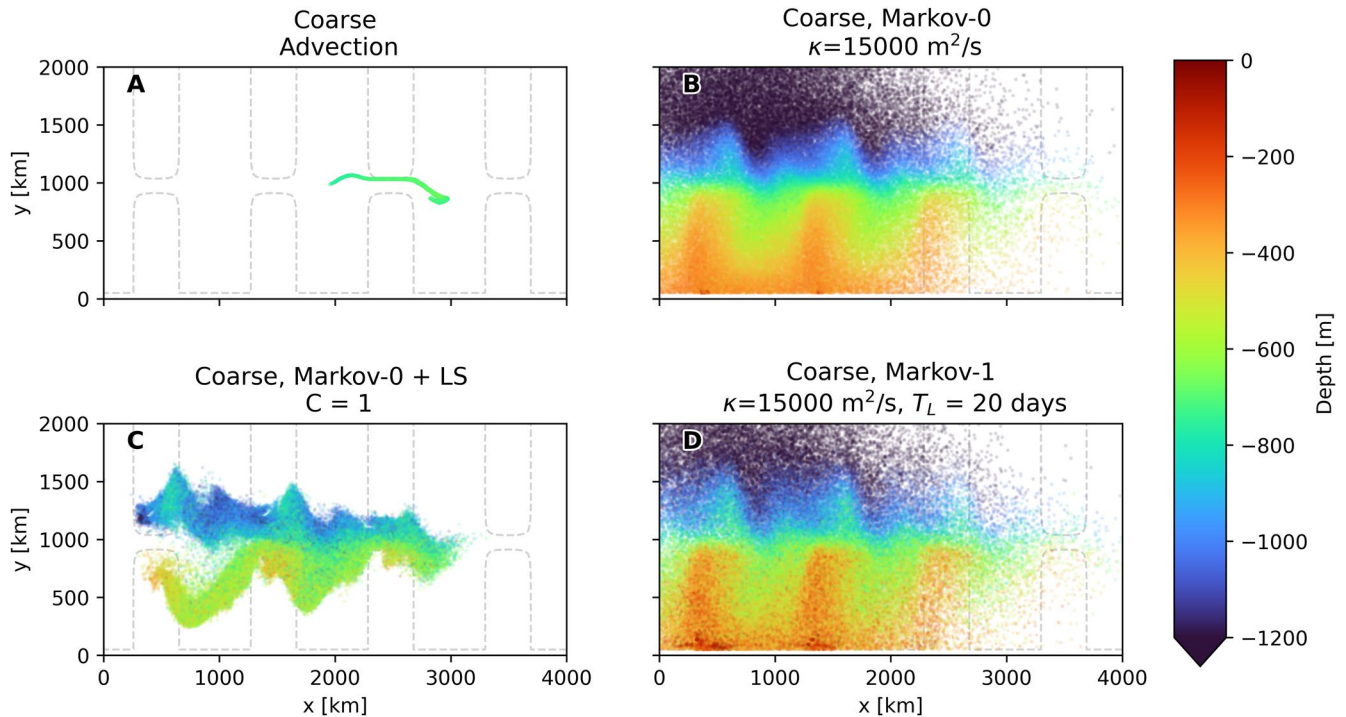 Coarse
Advection
A
2000
1500
1000
500
0
y [km]
Coarse, Markov-0
κ=15000 m²/s
B
Coarse, Markov-0 + LS
C = 1
C
2000
1500
1000
500
0
y [km]
0 1000 2000 3000 4000
x [km]
Coarse, Markov-1
κ=15000 m²/s, T_L = 20 days
D
0 1000 2000 3000 4000
x [km]
0
−200
−400
−600
−800
−1000
−1200
Depth [m]